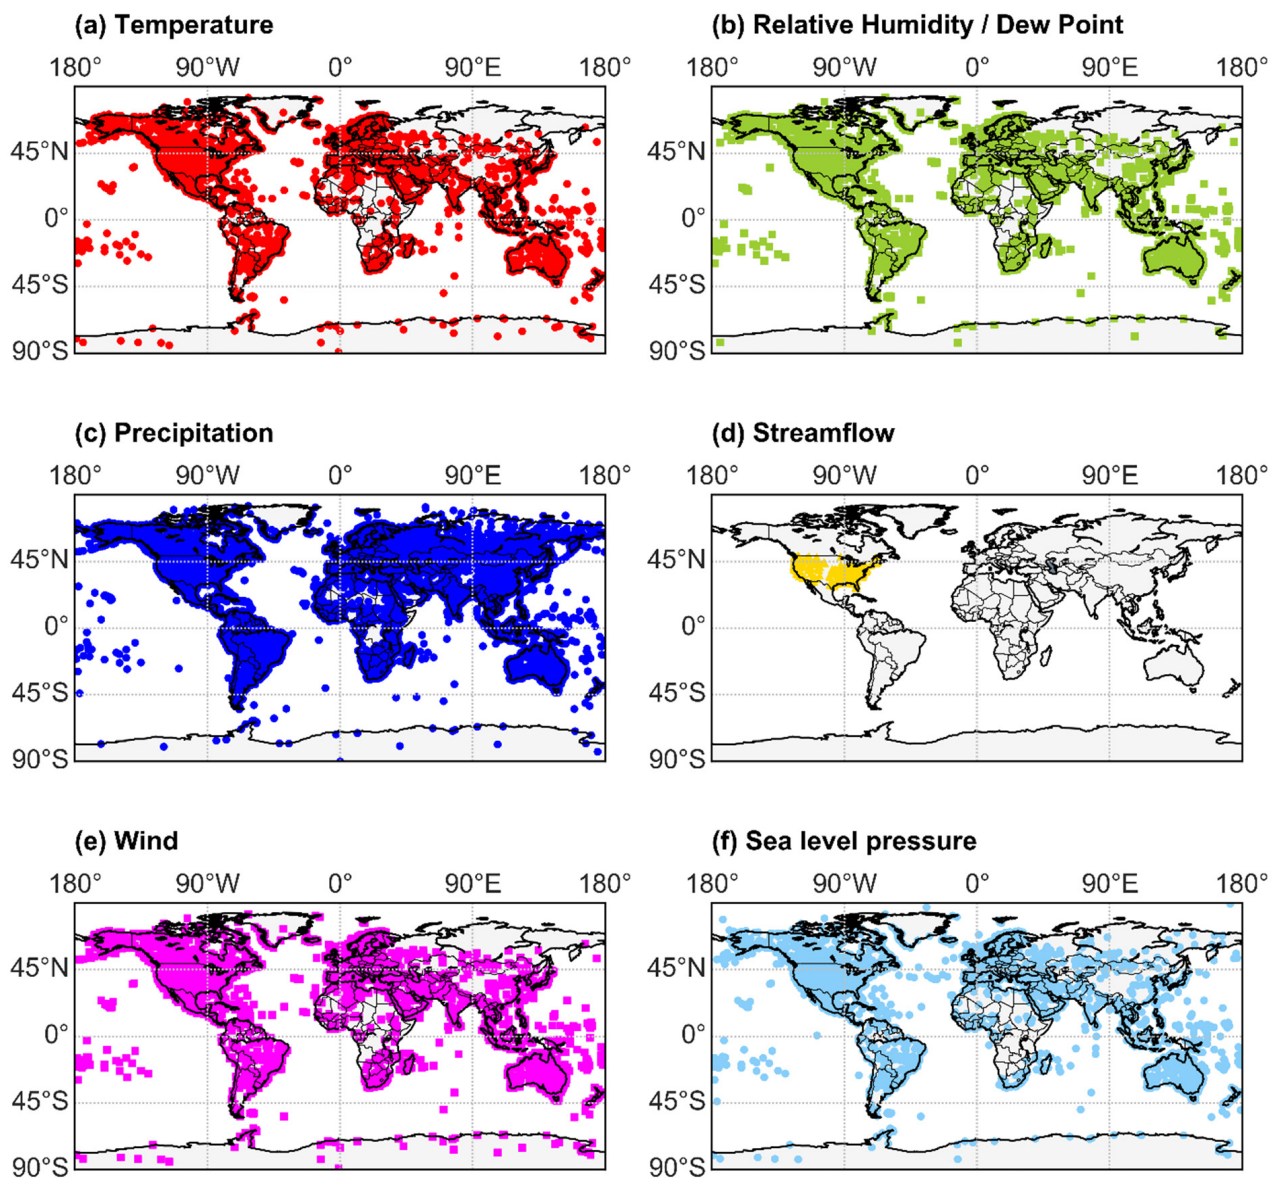 (a) Temperature
180° 90°W 0° 90°E 180°
45°N
0°
45°S
90°S
(b) Relative Humidity / Dew Point
180° 90°W 0° 90°E 180°
45°N
0°
45°S
90°S
(c) Precipitation
180° 90°W 0° 90°E 180°
45°N
0°
45°S
90°S
(d) Streamflow
180° 90°W 0° 90°E 180°
45°N
0°
45°S
90°S
(e) Wind
180° 90°W 0° 90°E 180°
45°N
0°
45°S
90°S
(f) Sea level pressure
180° 90°W 0° 90°E 180°
45°N
0°
45°S
90°S